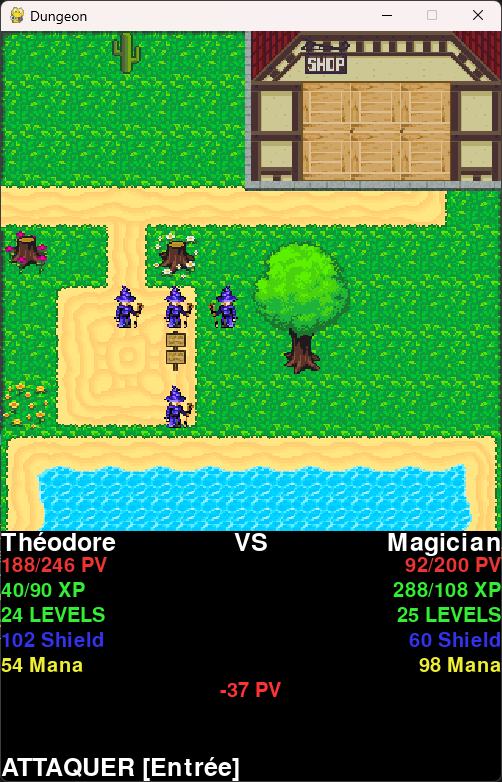 Dungeon
SHOP
Théodore VS Magician
188/246 PV 92/200 PV
40/90 XP 288/108 XP
24 LEVELS 25 LEVELS
102 Shield 60 Shield
54 Mana 98 Mana
-37 PV
ATTAQUER [Entrée]